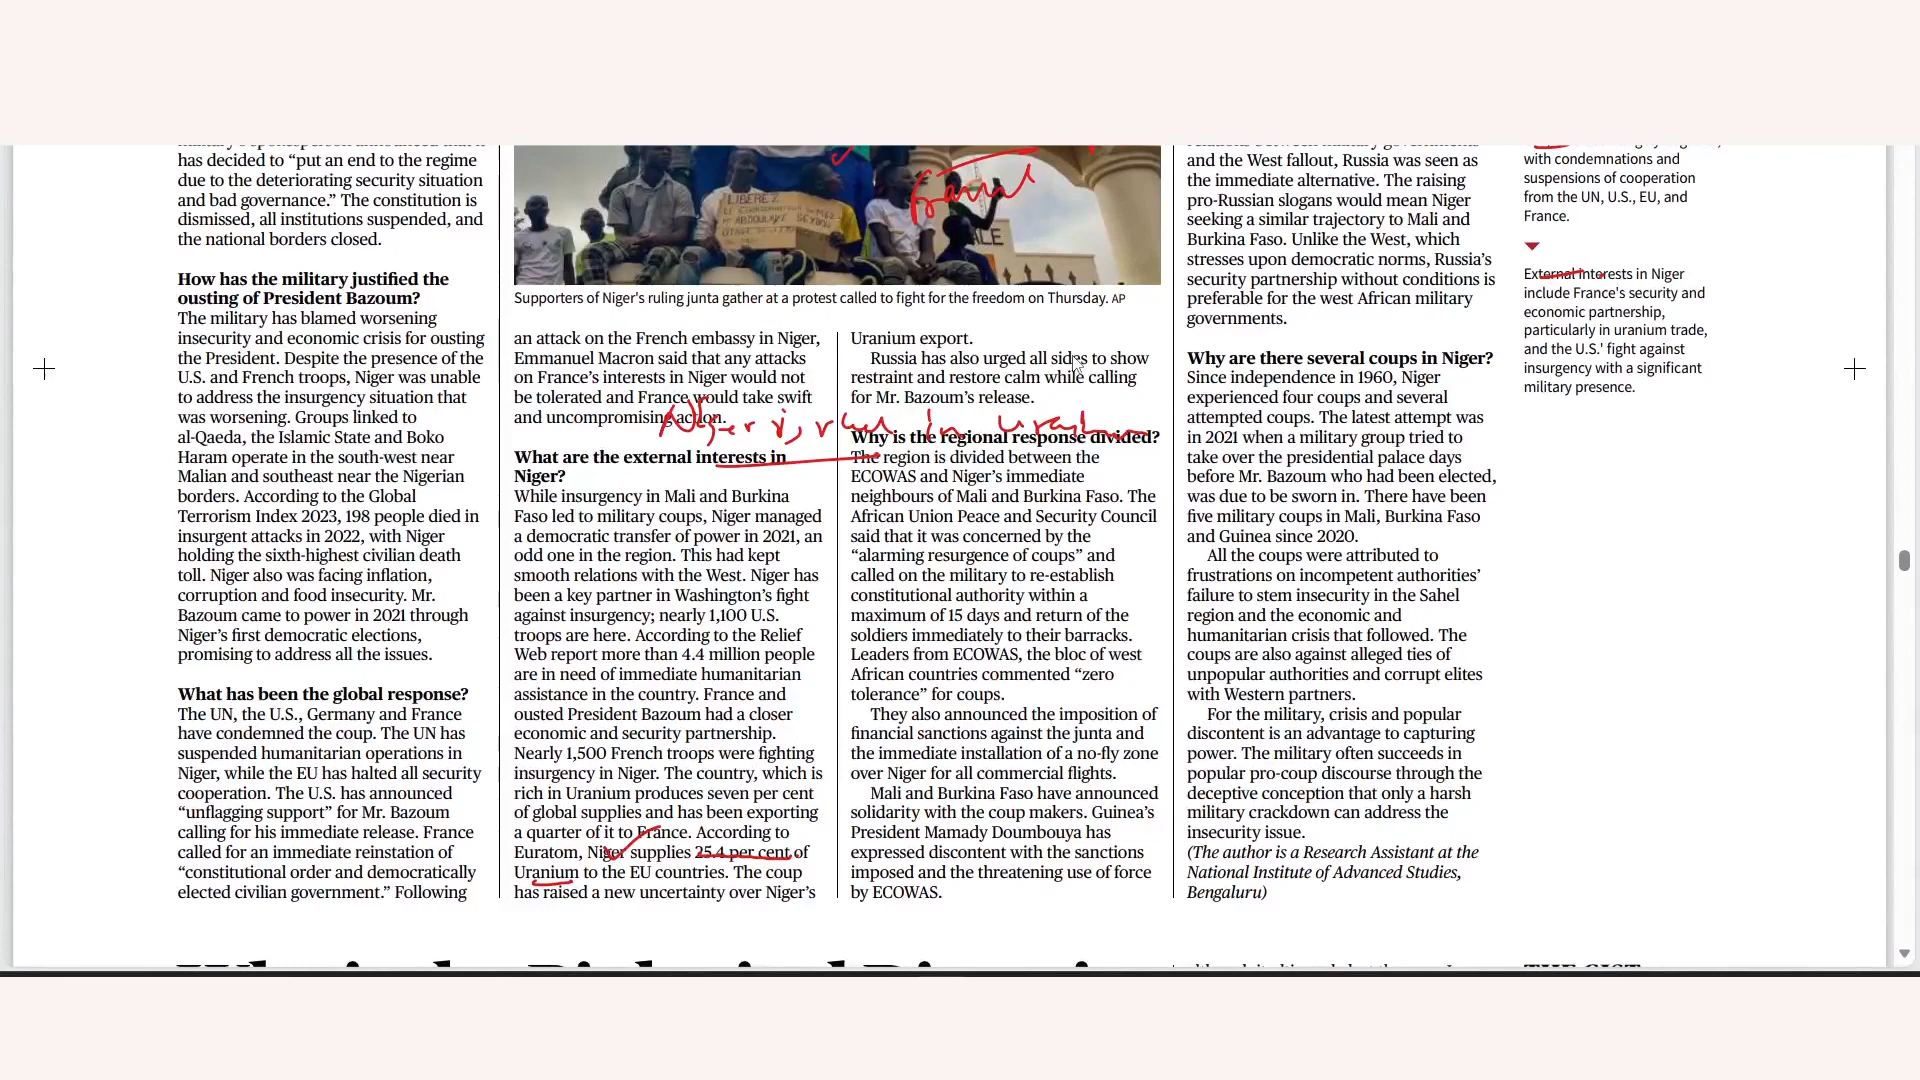 has decided to “put an end to the regime
due to the deteriorating security situation
and bad governance.” The constitution is
dismissed, all institutions suspended, and
the national borders closed.
How has the military justified the
ousting of President Bazoum?
The military has blamed worsening
insecurity and economic crisis for ousting
the President. Despite the presence of the
U.S. and French troops, Niger was unable
to address the insurgency situation that
was worsening. Groups linked to
al-Qaeda, the Islamic State and Boko
Haram operate in the south-west near
Malian and southeast near the Nigerian
borders. According to the Global
Terrorism Index 2023, 198 people died in
insurgent attacks in 2022, with Niger
holding the sixth-highest civilian death
toll. Niger also was facing inflation,
corruption and food insecurity. Mr.
Bazoum came to power in 2021 through
Niger’s first democratic elections,
promising to address all the issues.
What has been the global response?
The UN, the U.S., Germany and France
have condemned the coup. The UN has
suspended humanitarian operations in
Niger, while the EU has halted all security
cooperation. The U.S. has announced
“unflagging support” for Mr. Bazoum
calling for his immediate release. France
called for an immediate reinstation of
“constitutional order and democratically
elected civilian government.” Following
LIBEREZ
ALE
Supporters of Niger's ruling junta gather at a protest called to fight for the freedom on Thursday. AP
an attack on the French embassy in Niger,
Emmanuel Macron said that any attacks
on France’s interests in Niger would not
be tolerated and France would take swift
and uncompromising action.
Niger is in
What are the external interests in
Niger?
While insurgency in Mali and Burkina
Faso led to military coups, Niger managed
a democratic transfer of power in 2021, an
odd one in the region. This had kept
smooth relations with the West. Niger has
been a key partner in Washington’s fight
against insurgency; nearly 1,100 U.S.
troops are here. According to the Relief
Web report more than 4.4 million people
are in need of immediate humanitarian
assistance in the country. France and
ousted President Bazoum had a closer
economic and security partnership.
Nearly 1,500 French troops were fighting
insurgency in Niger. The country, which is
rich in Uranium produces seven per cent
of global supplies and has been exporting
a quarter of it to France. According to
Euratom, Niger supplies 25.4 per cent of
Uranium to the EU countries. The coup
has raised a new uncertainty over Niger’s
Uranium export.
Russia has also urged all sides to show
restraint and restore calm while calling
for Mr. Bazoum’s release.
Why is the regional response divided?
The region is divided between the
ECOWAS and Niger’s immediate
neighbours of Mali and Burkina Faso. The
African Union Peace and Security Council
said that it was concerned by the
“alarming resurgence of coups” and
called on the military to re-establish
constitutional authority within a
maximum of 15 days and return of the
soldiers immediately to their barracks.
Leaders from ECOWAS, the bloc of west
African countries commented “zero
tolerance” for coups.
They also announced the imposition of
financial sanctions against the junta and
the immediate installation of a no-fly zone
over Niger for all commercial flights.
Mali and Burkina Faso have announced
solidarity with the coup makers. Guinea’s
President Mamady Doumbouya has
expressed discontent with the sanctions
imposed and the threatening use of force
by ECOWAS.
and the West fallout, Russia was seen as
the immediate alternative. The raising
pro-Russian slogans would mean Niger
seeking a similar trajectory to Mali and
Burkina Faso. Unlike the West, which
stresses upon democratic norms, Russia’s
security partnership without conditions is
preferable for the west African military
governments.
Why are there several coups in Niger?
Since independence in 1960, Niger
experienced four coups and several
attempted coups. The latest attempt was
in 2021 when a military group tried to
take over the presidential palace days
before Mr. Bazoum who had been elected,
was due to be sworn in. There have been
five military coups in Mali, Burkina Faso
and Guinea since 2020.
All the coups were attributed to
frustrations on incompetent authorities’
failure to stem insecurity in the Sahel
region and the economic and
humanitarian crisis that followed. The
coups are also against alleged ties of
unpopular authorities and corrupt elites
with Western partners.
For the military, crisis and popular
discontent is an advantage to capturing
power. The military often succeeds in
popular pro-coup discourse through the
deceptive conception that only a harsh
military crackdown can address the
insecurity issue.
(The author is a Research Assistant at the
National Institute of Advanced Studies,
Bengaluru)
with condemnations and
suspensions of cooperation
from the UN, U.S., EU, and
France.
External interests in Niger
include France's security and
economic partnership,
particularly in uranium trade,
and the U.S.' fight against
insurgency with a significant
military presence.